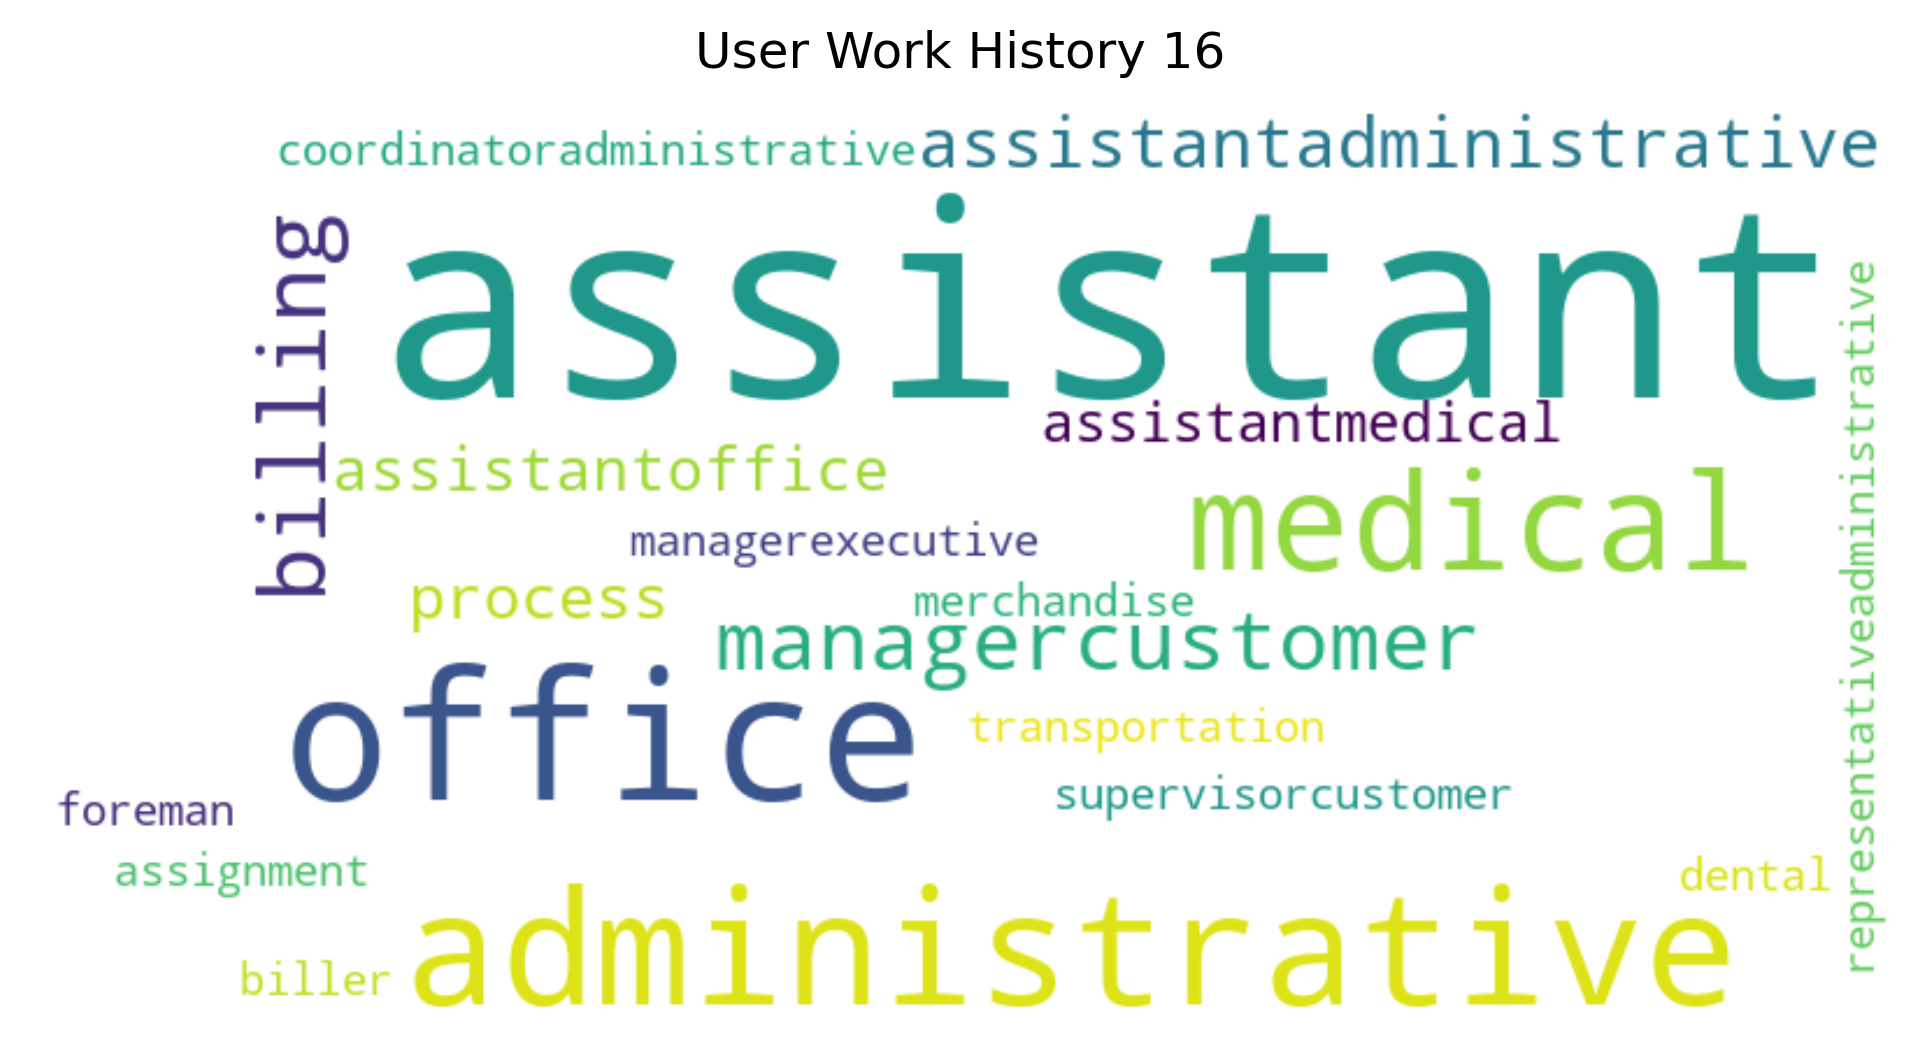 User Work History 16
coordinatoradministrative
assistantadministrative
assistant
billing
representativeadministrative
assistantmedical
assistantoffice
medical
managerexecutive
process
merchandise
managercustomer
office
transportation
supervisorcustomer
foreman
assignment
dental
administrative
biller